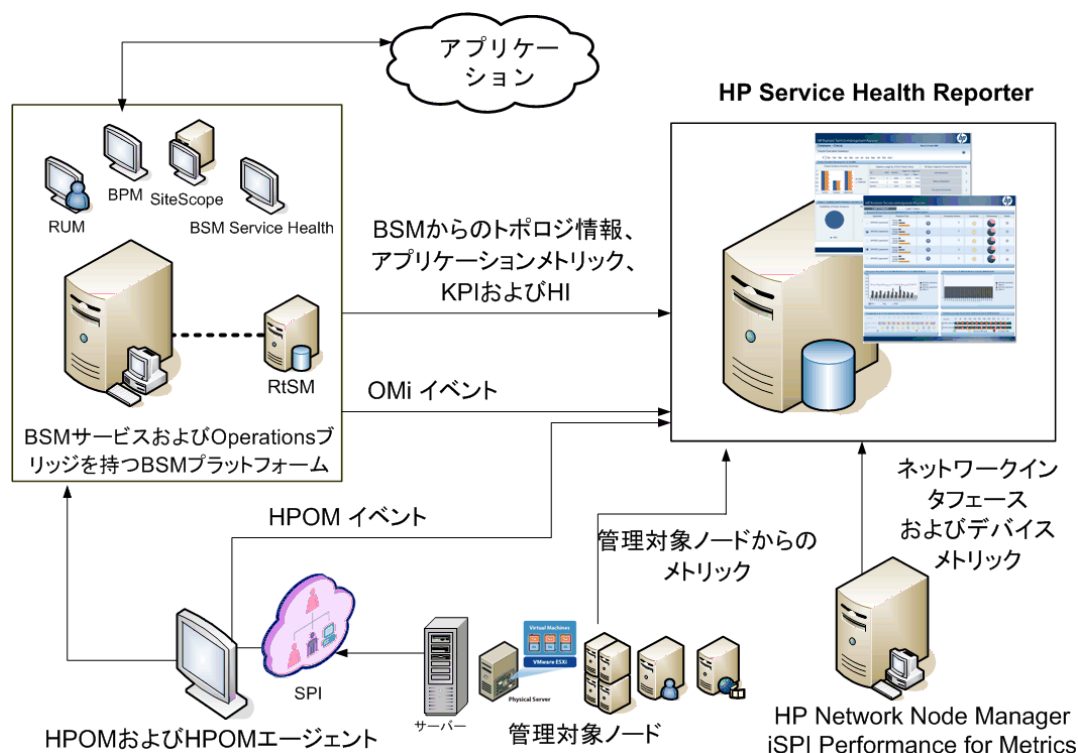 アプリケー
ション
HP Service Health Reporter
RUM
BPM
SiteScope
BSM Service Health
RtSM
BSMサービスおよびOperationsブ
リッジを持つBSMプラットフォーム
BSMからのトポロジ情報、
アプリケーションメトリック、
KPIおよびHI
OMi イベント
HPOM イベント
管理対象ノードからの
メトリック
ネットワークイン
タフェース
およびデバイス
メトリック
SPI
HPOMおよびHPOMエージェント
サーバー
Virtual Machines
VMware ESXi
Physical Server
管理対象ノード
HP Network Node Manager
iSPI Performance for Metrics